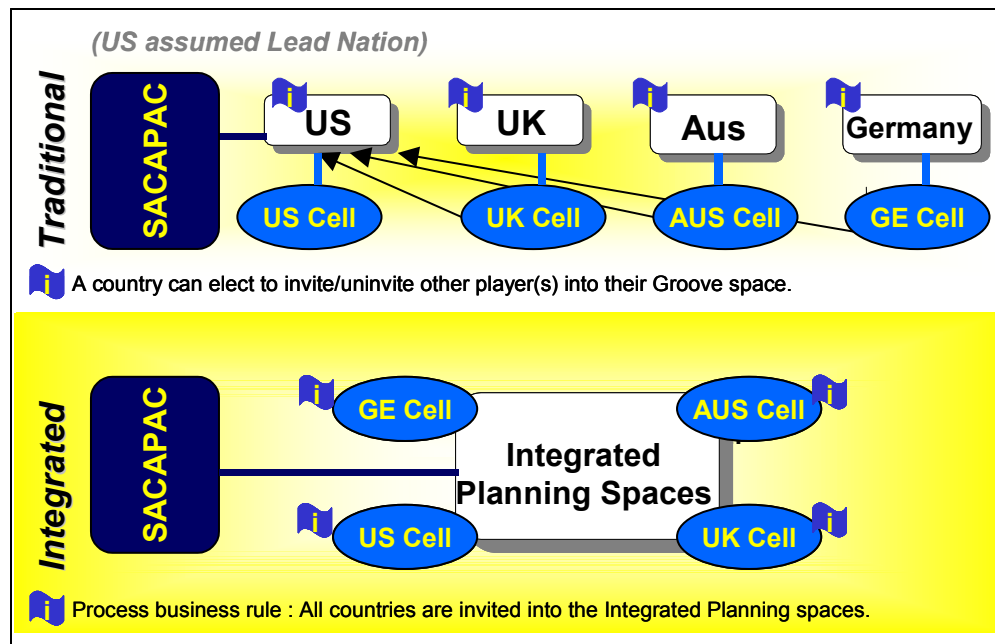 (US assumed Lead Nation)
Traditional
SACAPAC
i
US
i
UK
i
Aus
i
Germany
US Cell
UK Cell
AUS Cell
GE Cell
i A country can elect to invite/uninvite other player(s) into their Groove space.
Integrated
SACAPAC
i
GE Cell
AUS Cell
i
Integrated
Planning Spaces
i
US Cell
UK Cell
i
i Process business rule : All countries are invited into the Integrated Planning spaces.